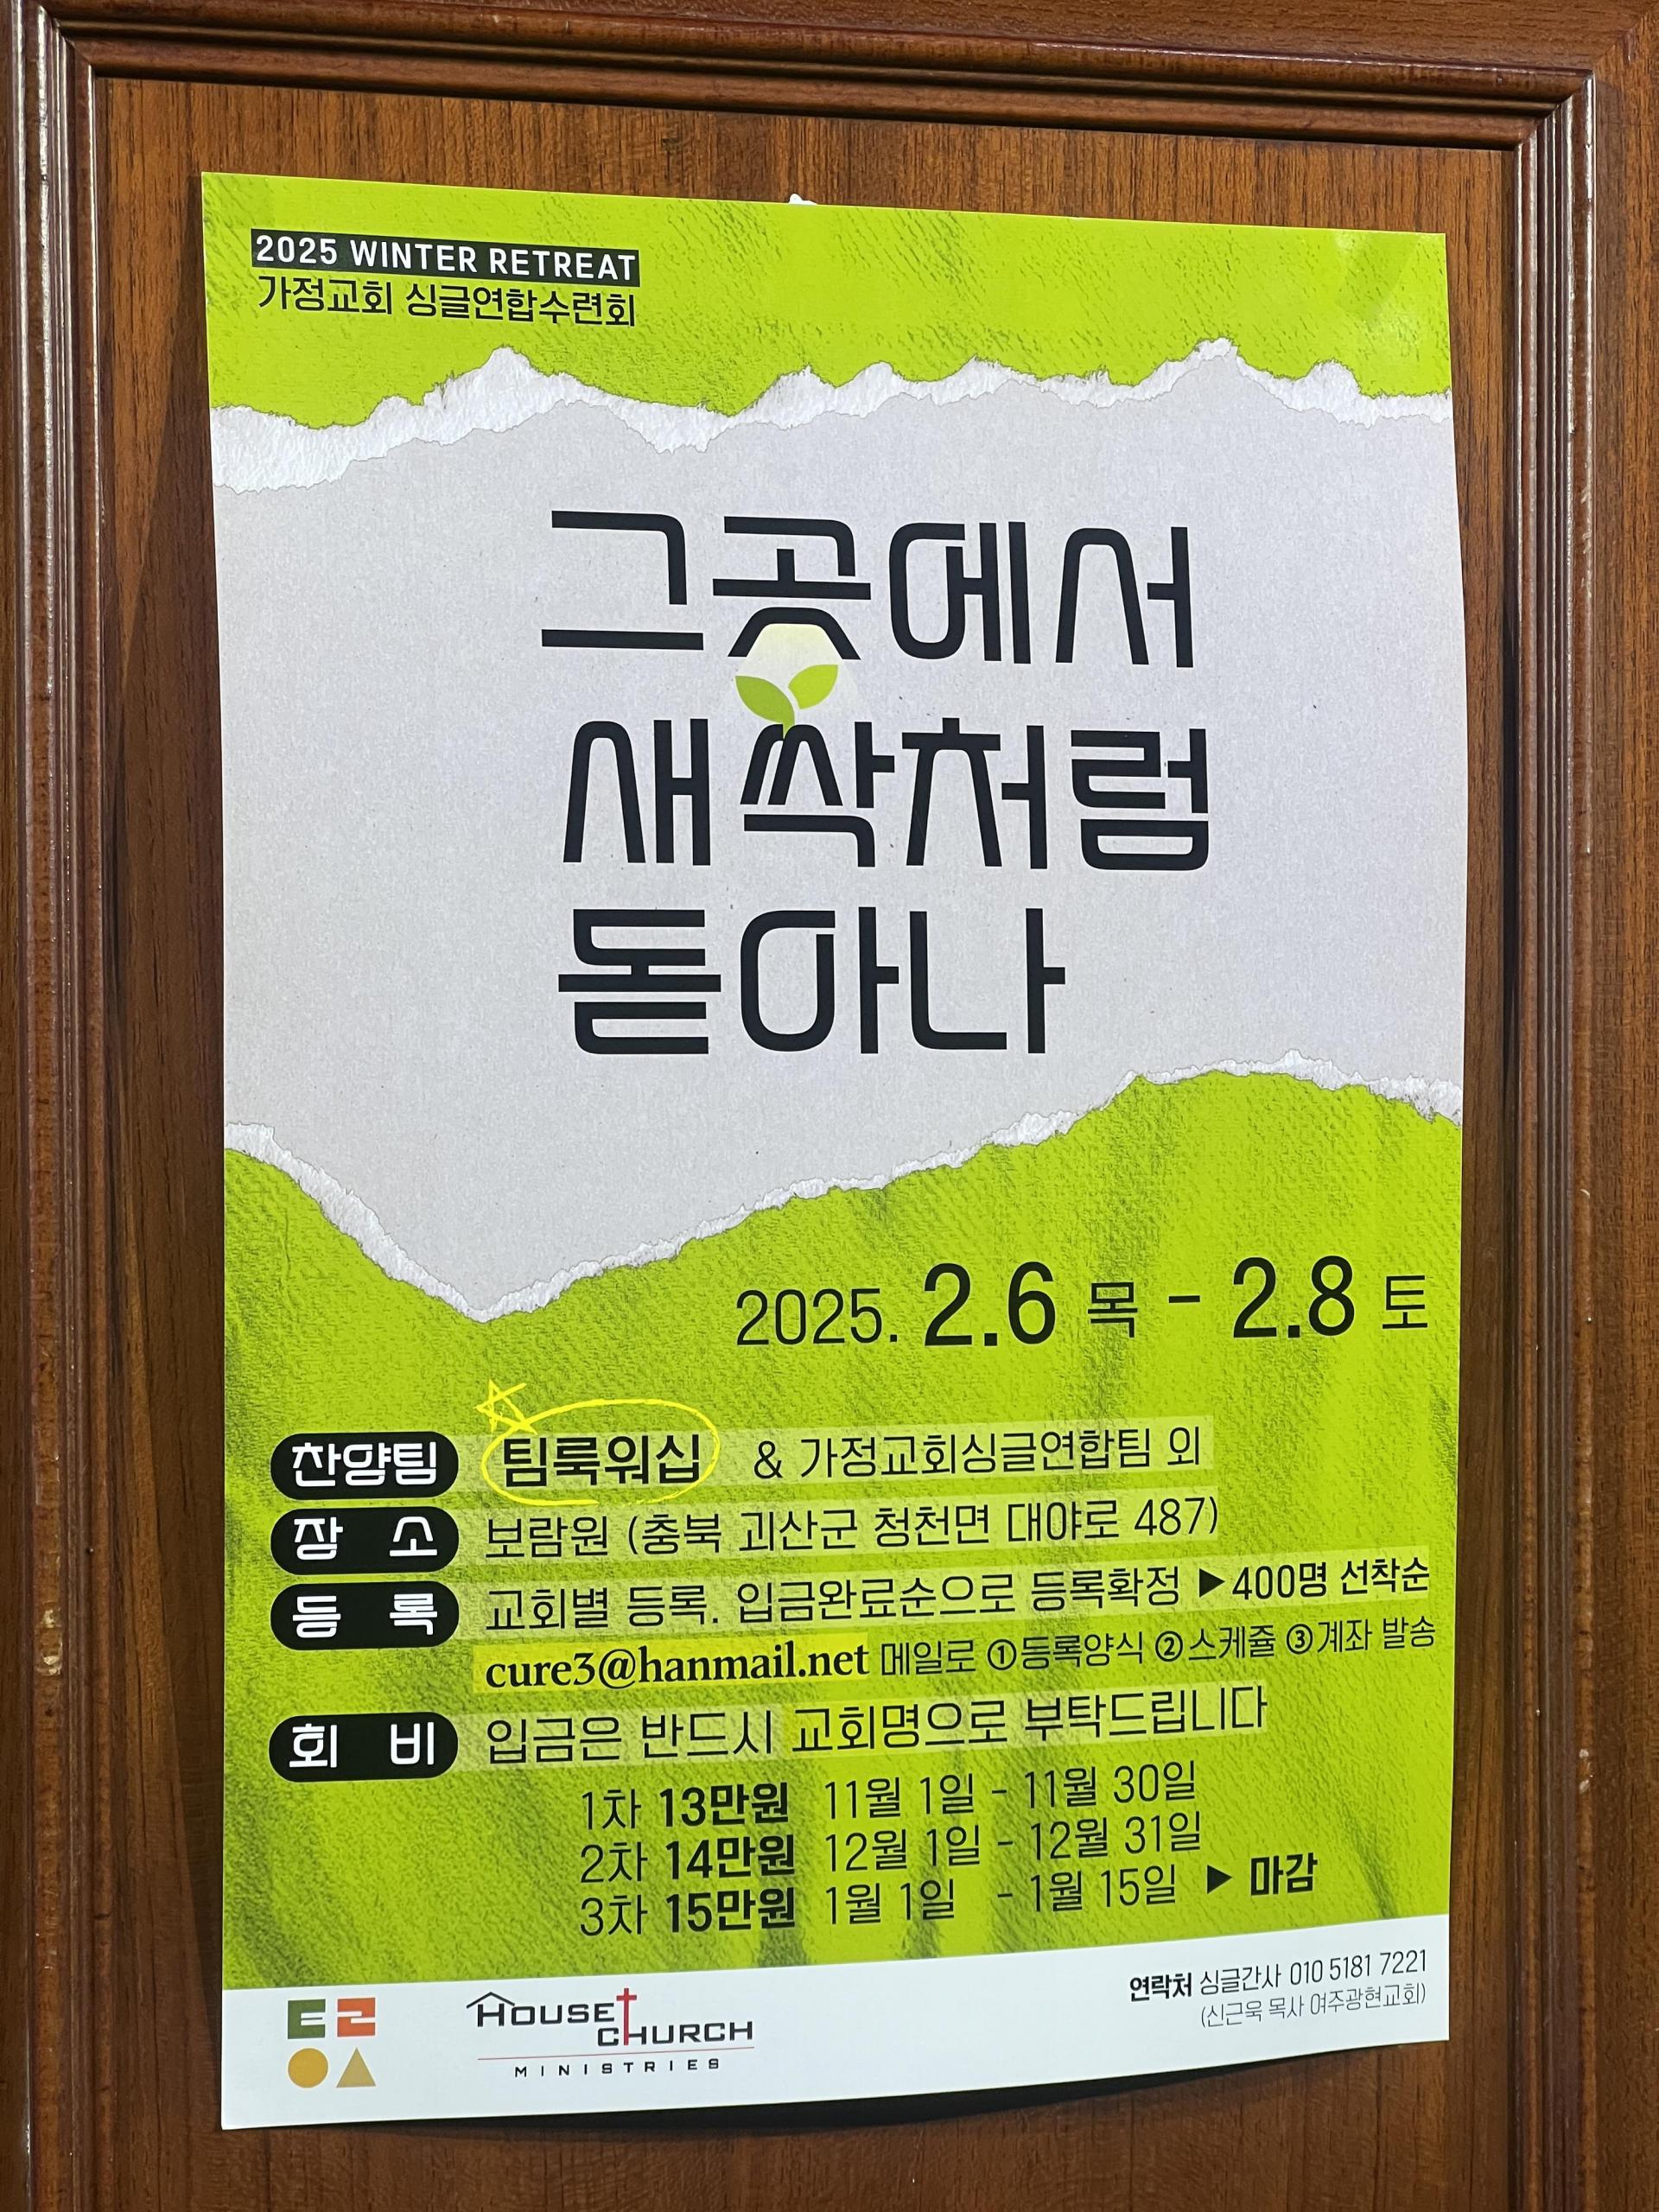 2025 WINTER RETREAT
가정교회 싱글연합수련회
그곳에서
새싹처럼
돋아나
2025. 2.6 목 - 2.8 토
찬양팀 팀룩워십 & 가정교회싱글연합팀 외
장 소 보람원 (충북 괴산군 청천면 대야로 487)
등 록 교회별 등록. 입금완료순으로 등록확정 ▶400명 선착순
cure3@hanmail.net 메일로 ①등록양식 ②스케쥴 ③계좌 발송
회 비 입금은 반드시 교회명으로 부탁드립니다
1차 13만원 11월 1일 - 11월 30일
2차 14만원 12월 1일 - 12월 31일
3차 15만원 1월 1일 - 1월 15일 ▶ 마감
HOUSE CHURCH
MINISTRIES
연락처 싱글간사 010 5181 7221
(신근욱 목사 여주광현교회)